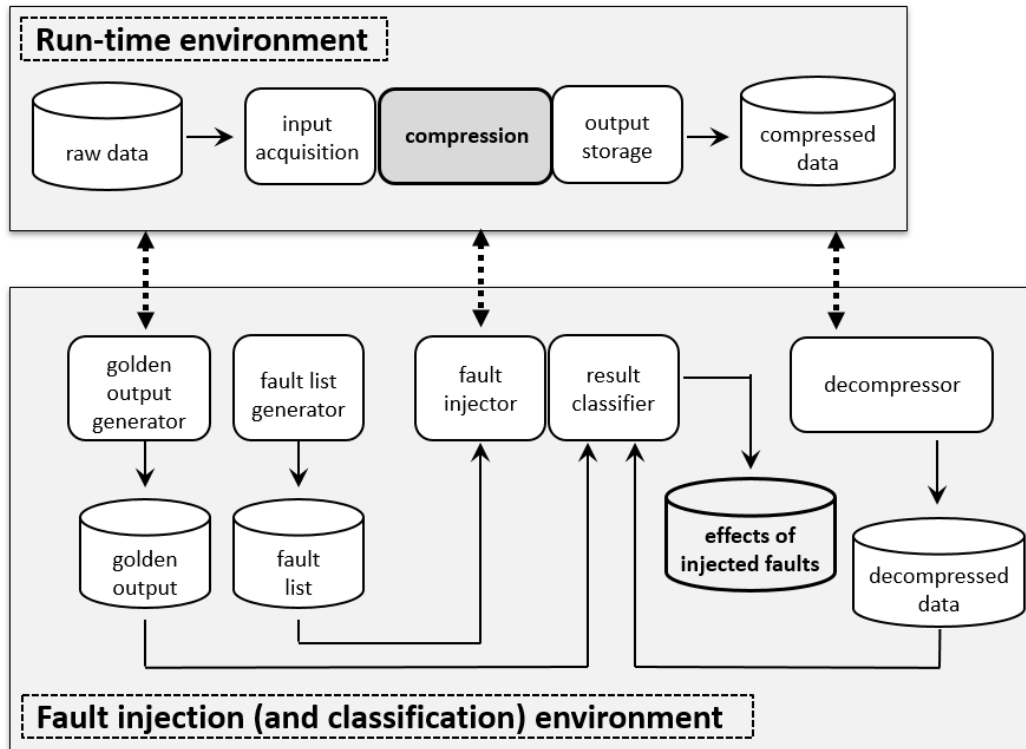 Run-time environment
raw data
input
acquisition
compression
output
storage
compressed
data
golden
output
generator
fault list
generator
fault
injector
result
classifier
decompressor
golden
output
fault
list
effects of
injected faults
decompressed
data
Fault injection (and classification) environment